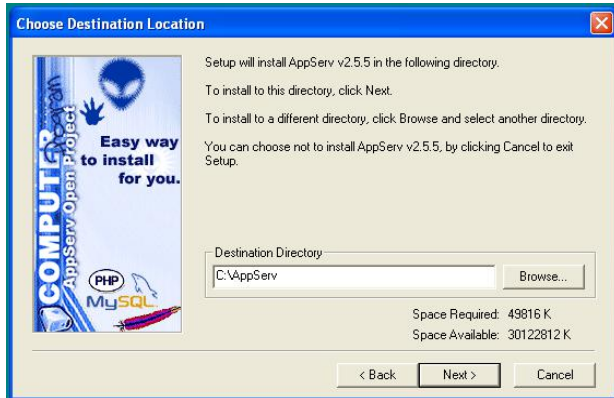 Choose Destination Location
Setup will install AppServ v2.5.5 in the following directory.
To install to this directory, click Next.
To install to a different directory, click Browse and select another directory.
You can choose not to install AppServ v2.5.5, by clicking Cancel to exit
Setup.
COMPUTER
Program
AppServ Open Project
Easy way
to install
for you.
PHP
MySQL
Destination Directory
C:\AppServ
Browse...
Space Required: 49816 K
Space Available: 30122812 K
< Back
Next >
Cancel